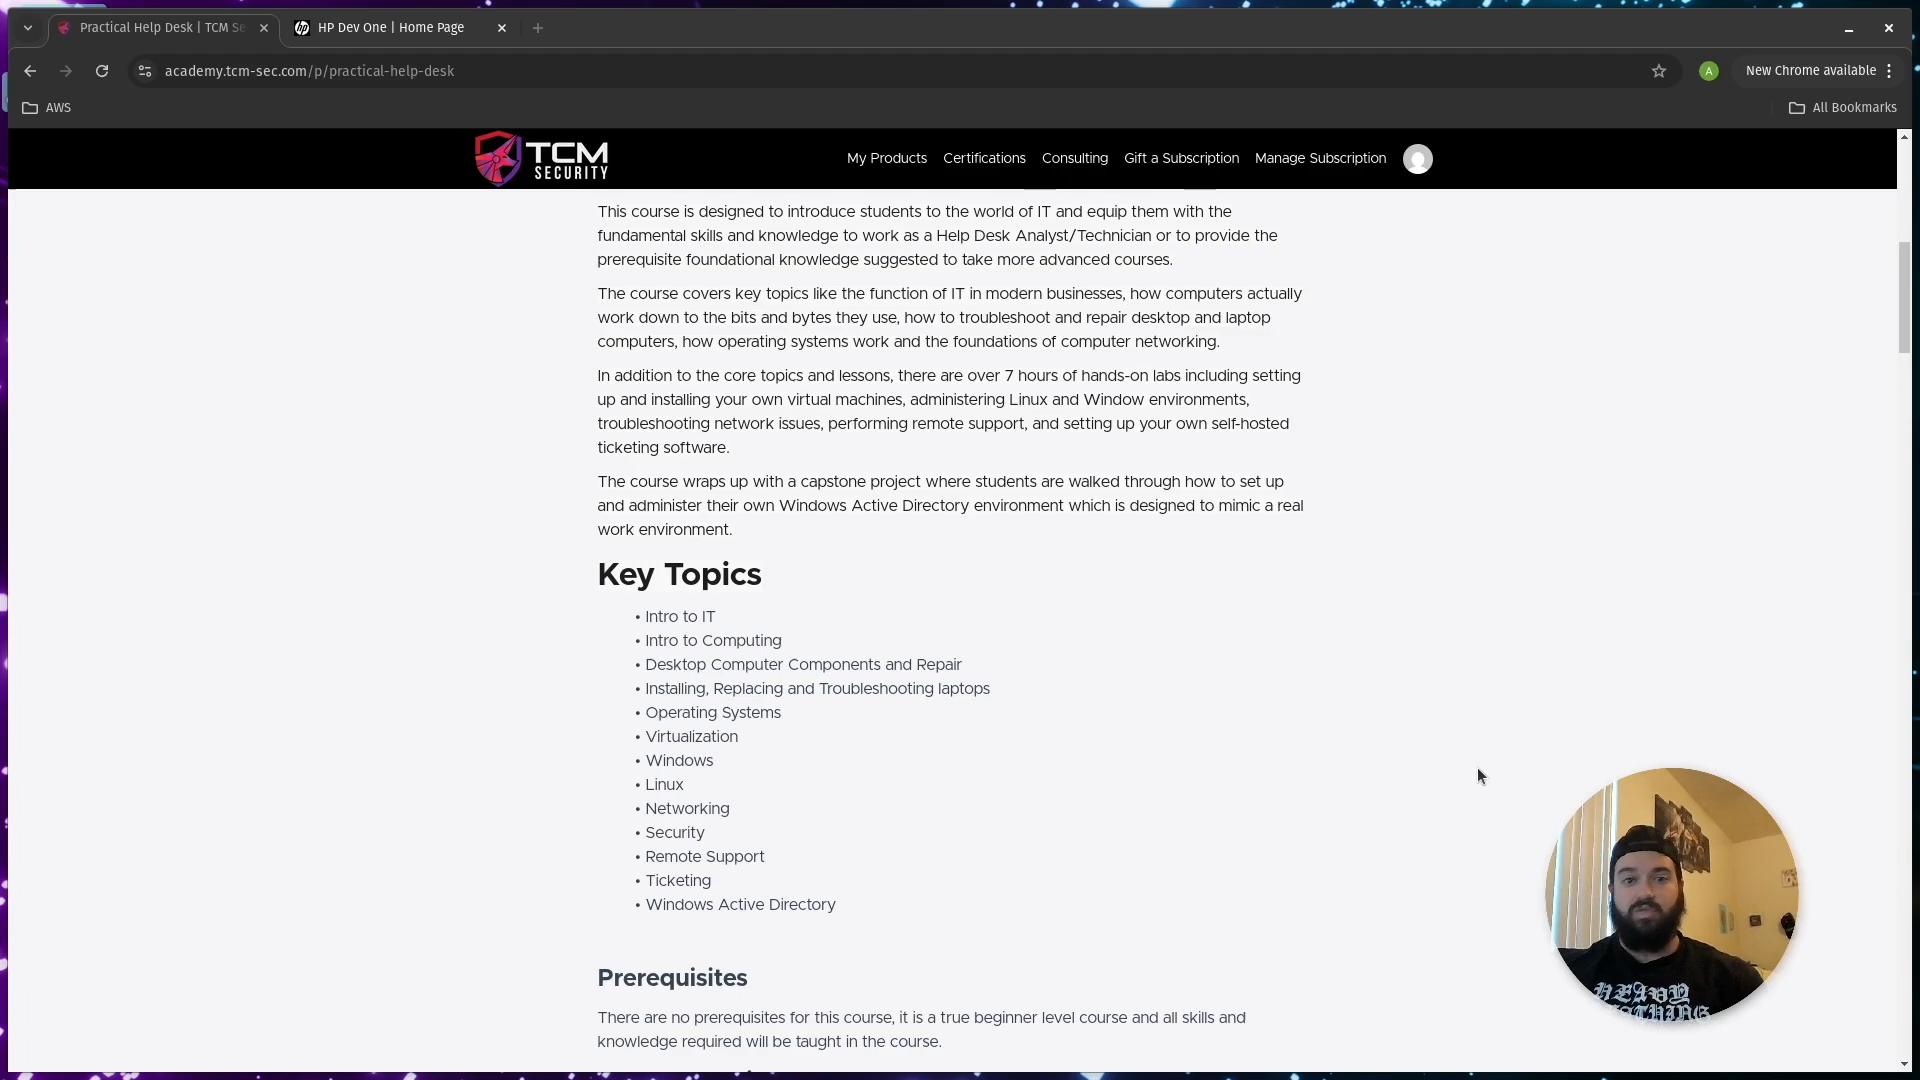 Practical Help Desk | TCM Se
HP Dev One | Home Page
academy.tcm-sec.com/p/practical-help-desk
A
New Chrome available
AWS
All Bookmarks
TCM
SECURITY
My Products
Certifications
Consulting
Gift a Subscription
Manage Subscription
This course is designed to introduce students to the world of IT and equip them with the
fundamental skills and knowledge to work as a Help Desk Analyst/Technician or to provide the
prerequisite foundational knowledge suggested to take more advanced courses.
The course covers key topics like the function of IT in modern businesses, how computers actually
work down to the bits and bytes they use, how to troubleshoot and repair desktop and laptop
computers, how operating systems work and the foundations of computer networking.
In addition to the core topics and lessons, there are over 7 hours of hands-on labs including setting
up and installing your own virtual machines, administering Linux and Window environments,
troubleshooting network issues, performing remote support, and setting up your own self-hosted
ticketing software.
The course wraps up with a capstone project where students are walked through how to set up
and administer their own Windows Active Directory environment which is designed to mimic a real
work environment.
Key Topics
• Intro to IT
• Intro to Computing
• Desktop Computer Components and Repair
• Installing, Replacing and Troubleshooting laptops
• Operating Systems
• Virtualization
• Windows
• Linux
• Networking
• Security
• Remote Support
• Ticketing
• Windows Active Directory
Prerequisites
There are no prerequisites for this course, it is a true beginner level course and all skills and
knowledge required will be taught in the course.
HEAVY